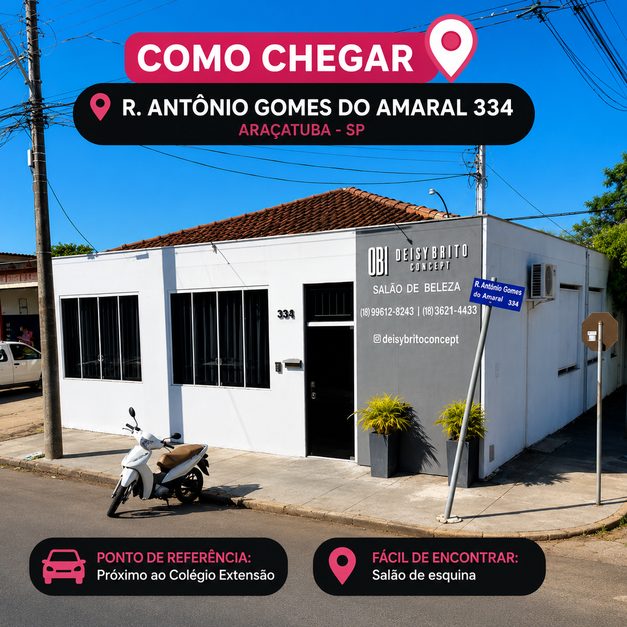 COMO CHEGAR
R. ANTÔNIO GOMES DO AMARAL 334
ARAÇATUBA - SP
OBI DEISY BRITO
CONCEPT
SALÃO DE BELEZA
(18) 99612-8243 | (18) 3621-4433
@deisybritoconcept
334
R. Antônio Gomes
do Amaral 334
PONTO DE REFERÊNCIA:
Próximo ao Colégio Extensão
FÁCIL DE ENCONTRAR:
Salão de esquina